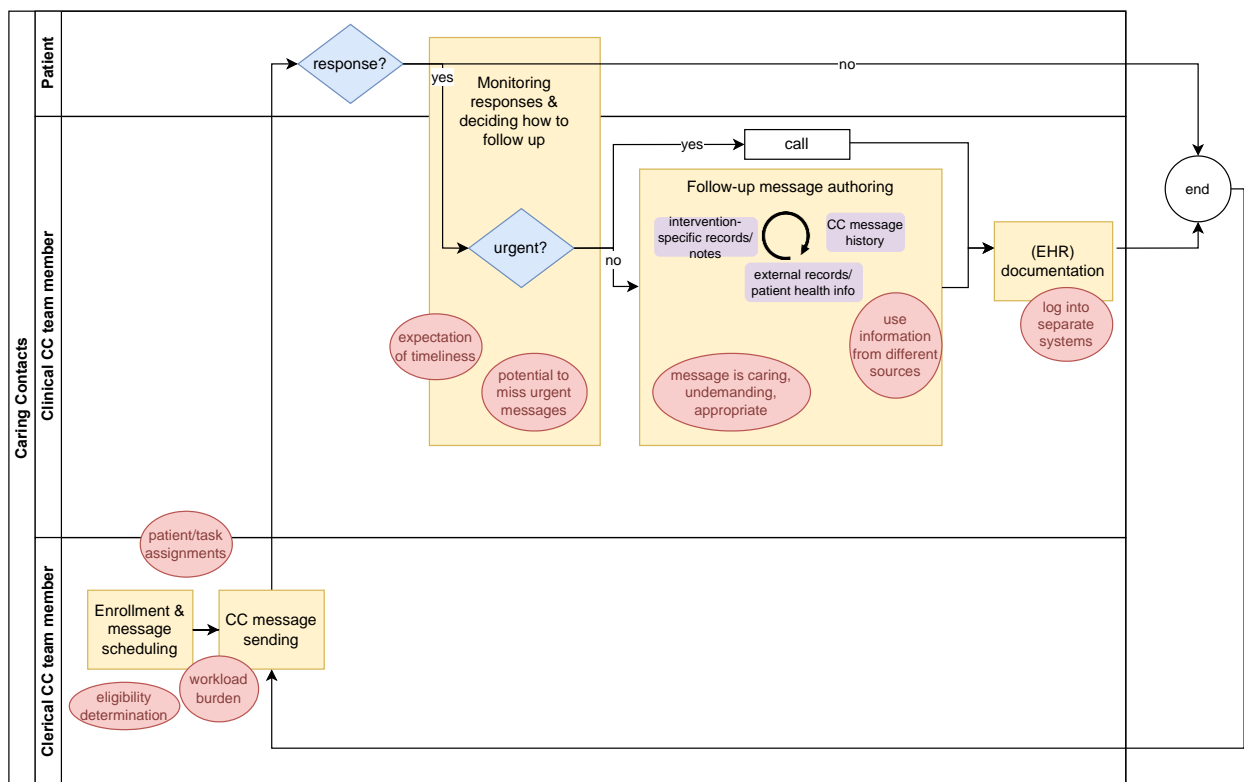 Caring Contacts
Patient
Clinical CC team member
Clerical CC team member
response?
yes
no
Monitoring
responses &
deciding how to
follow up
urgent?
yes
no
call
Follow-up message authoring
intervention-
specific records/
notes
CC message
history
external records/
patient health info
(EHR)
documentation
end
expectation
of timeliness
potential to
miss urgent
messages
message is caring,
undemanding,
appropriate
use
information
from different
sources
log into
separate
systems
patient/task
assignments
Enrollment &
message
scheduling
CC message
sending
eligibility
determination
workload
burden